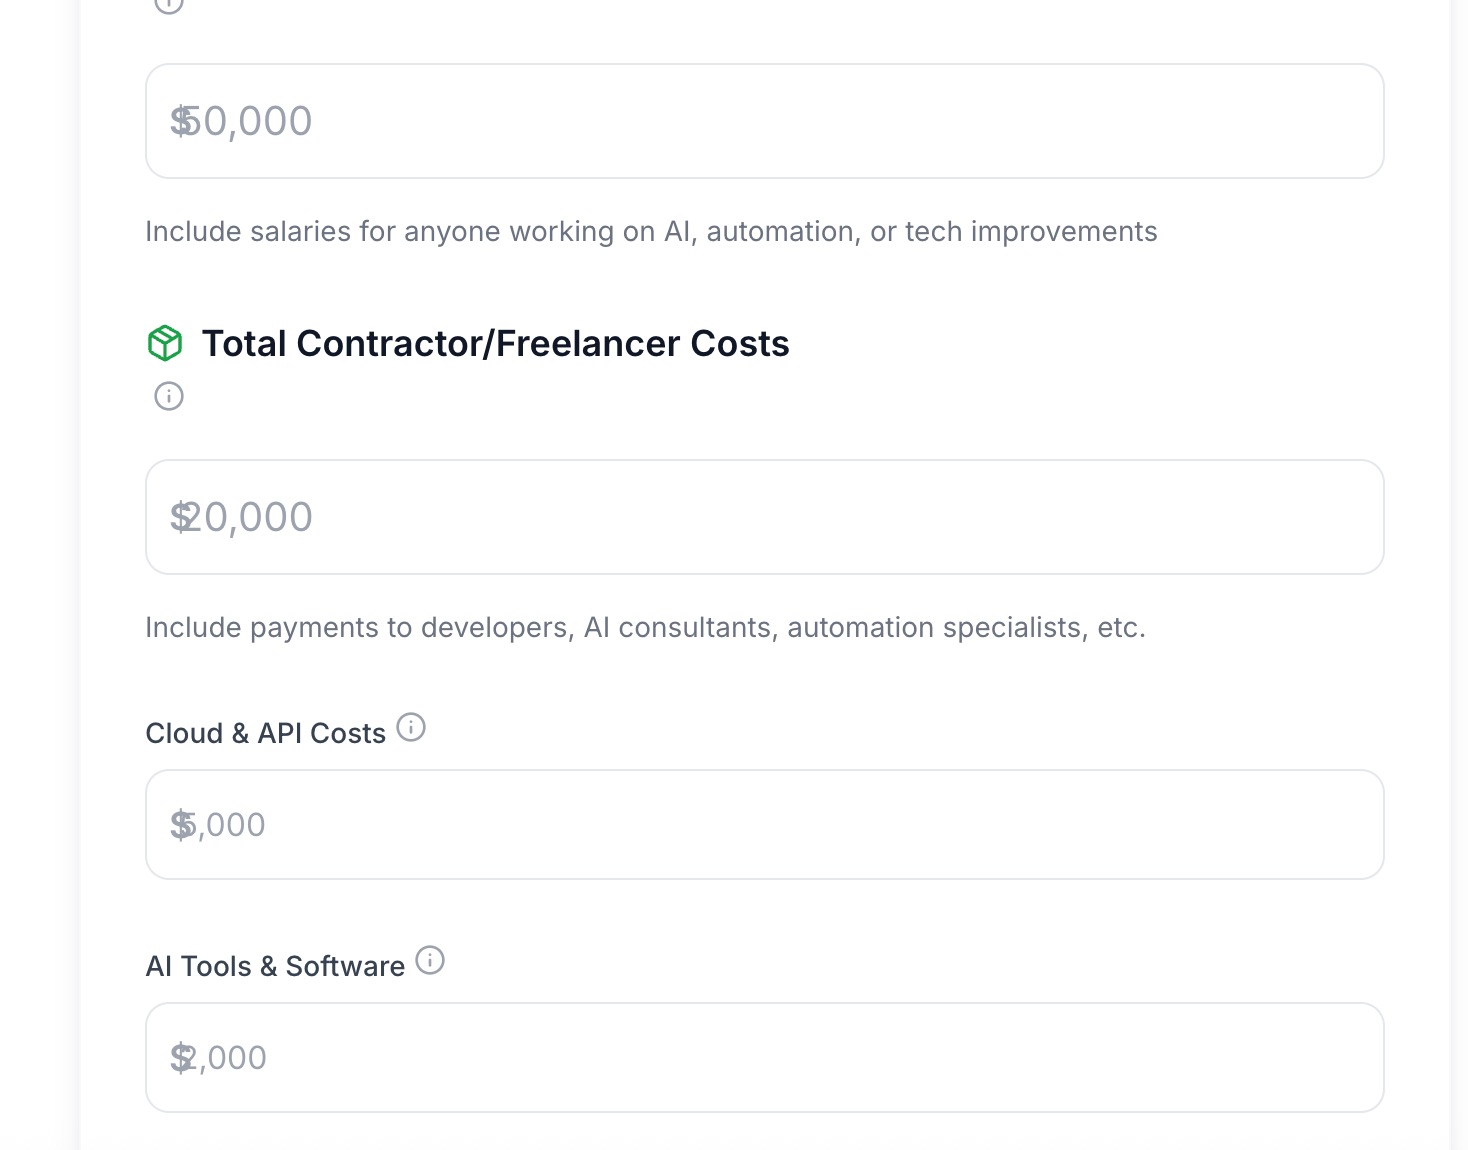 $50,000
Include salaries for anyone working on AI, automation, or tech improvements
Total Contractor/Freelancer Costs
$20,000
Include payments to developers, AI consultants, automation specialists, etc.
Cloud & API Costs
$5,000
AI Tools & Software
$2,000